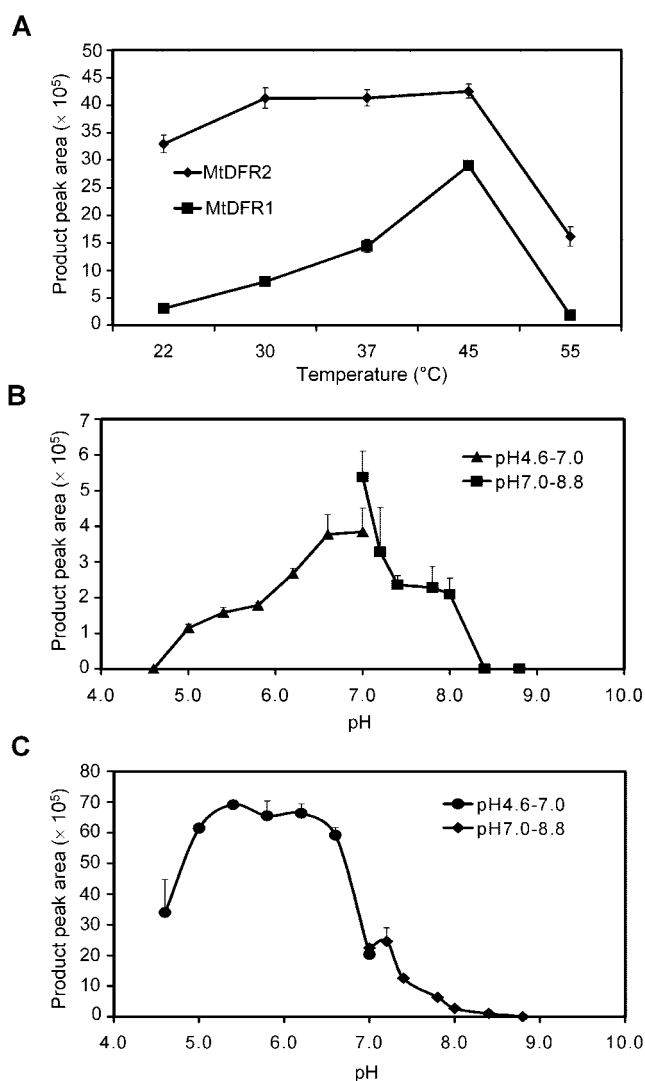 A
Product peak area (× 10⁵)
50
45
40
35
30
25
20
15
10
5
0
MtDFR2
MtDFR1
22 30 37 45 55
Temperature (°C)
B
Product peak area (× 10⁵)
7
6
5
4
3
2
1
0
pH4.6-7.0
pH7.0-8.8
4.0 5.0 6.0 7.0 8.0 9.0 10.0
pH
C
Product peak area (× 10⁵)
80
70
60
50
40
30
20
10
0
pH4.6-7.0
pH7.0-8.8
4.0 5.0 6.0 7.0 8.0 9.0 10.0
pH